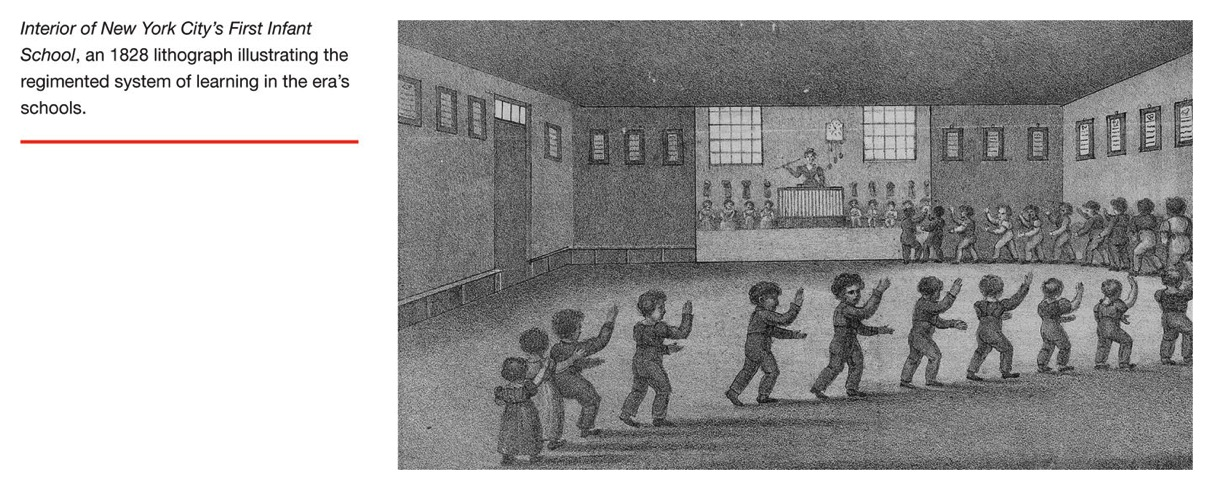 Interior of New York City’s First Infant
School, an 1828 lithograph illustrating the
regimented system of learning in the era’s
schools.